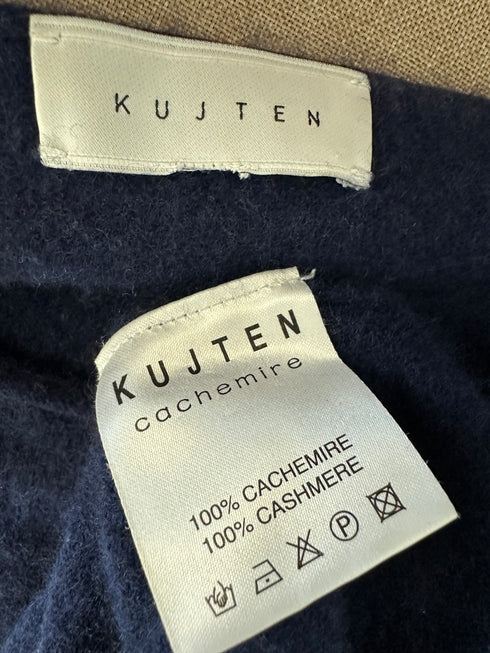 KUJTEN
KUJTEN
cachemire
100% CACHEMIRE
100% CASHMERE
P